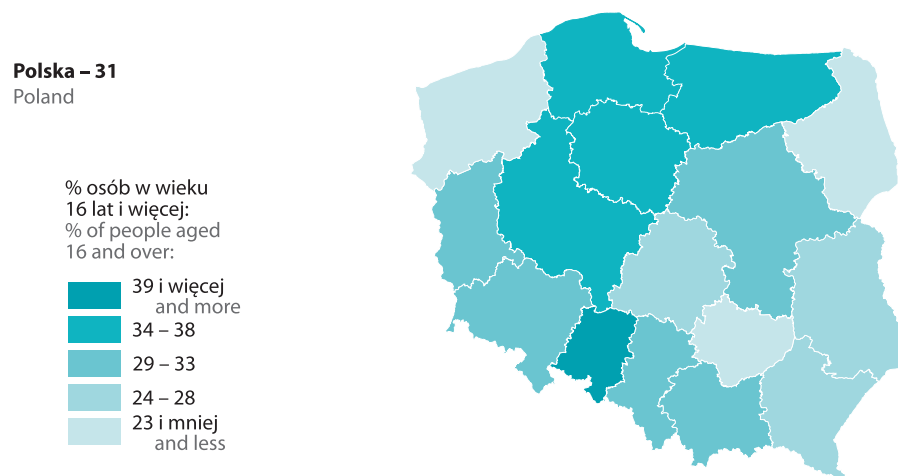 Polska – 31
Poland
% osób w wieku
16 lat i więcej:
% of people aged
16 and over:
39 i więcej
and more
34 – 38
29 – 33
24 – 28
23 i mniej
and less